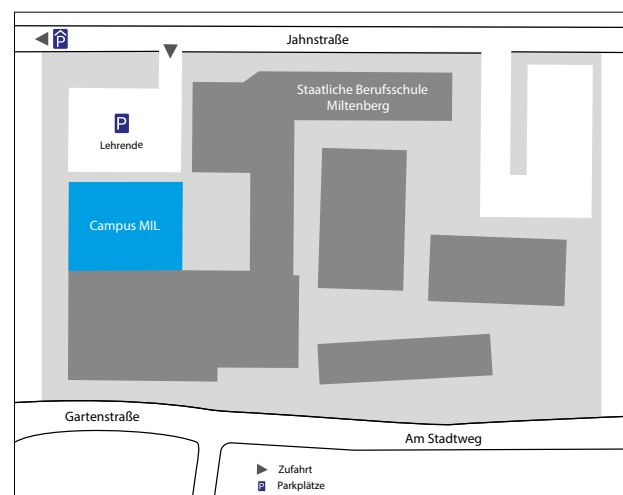 P
Jahnstraße
Staatliche Berufsschule
Miltenberg
P
Lehrende
Campus MIL
Gartenstraße
Am Stadtweg
Zufahrt
P Parkplätze